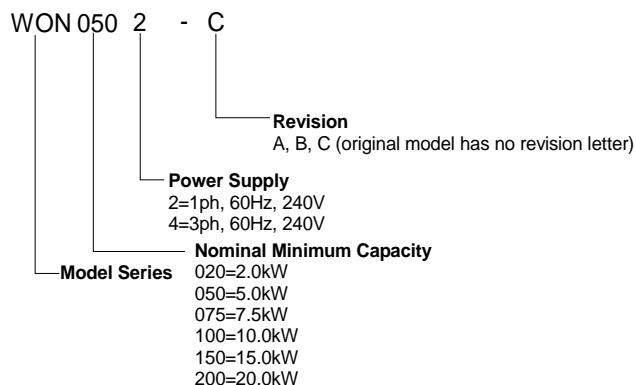 WON 050 2 - C
Revision
A, B, C (original model has no revision letter)
Power Supply
2=1ph, 60Hz, 240V
4=3ph, 60Hz, 240V
Nominal Minimum Capacity
Model Series
020=2.0kW
050=5.0kW
075=7.5kW
100=10.0kW
150=15.0kW
200=20.0kW